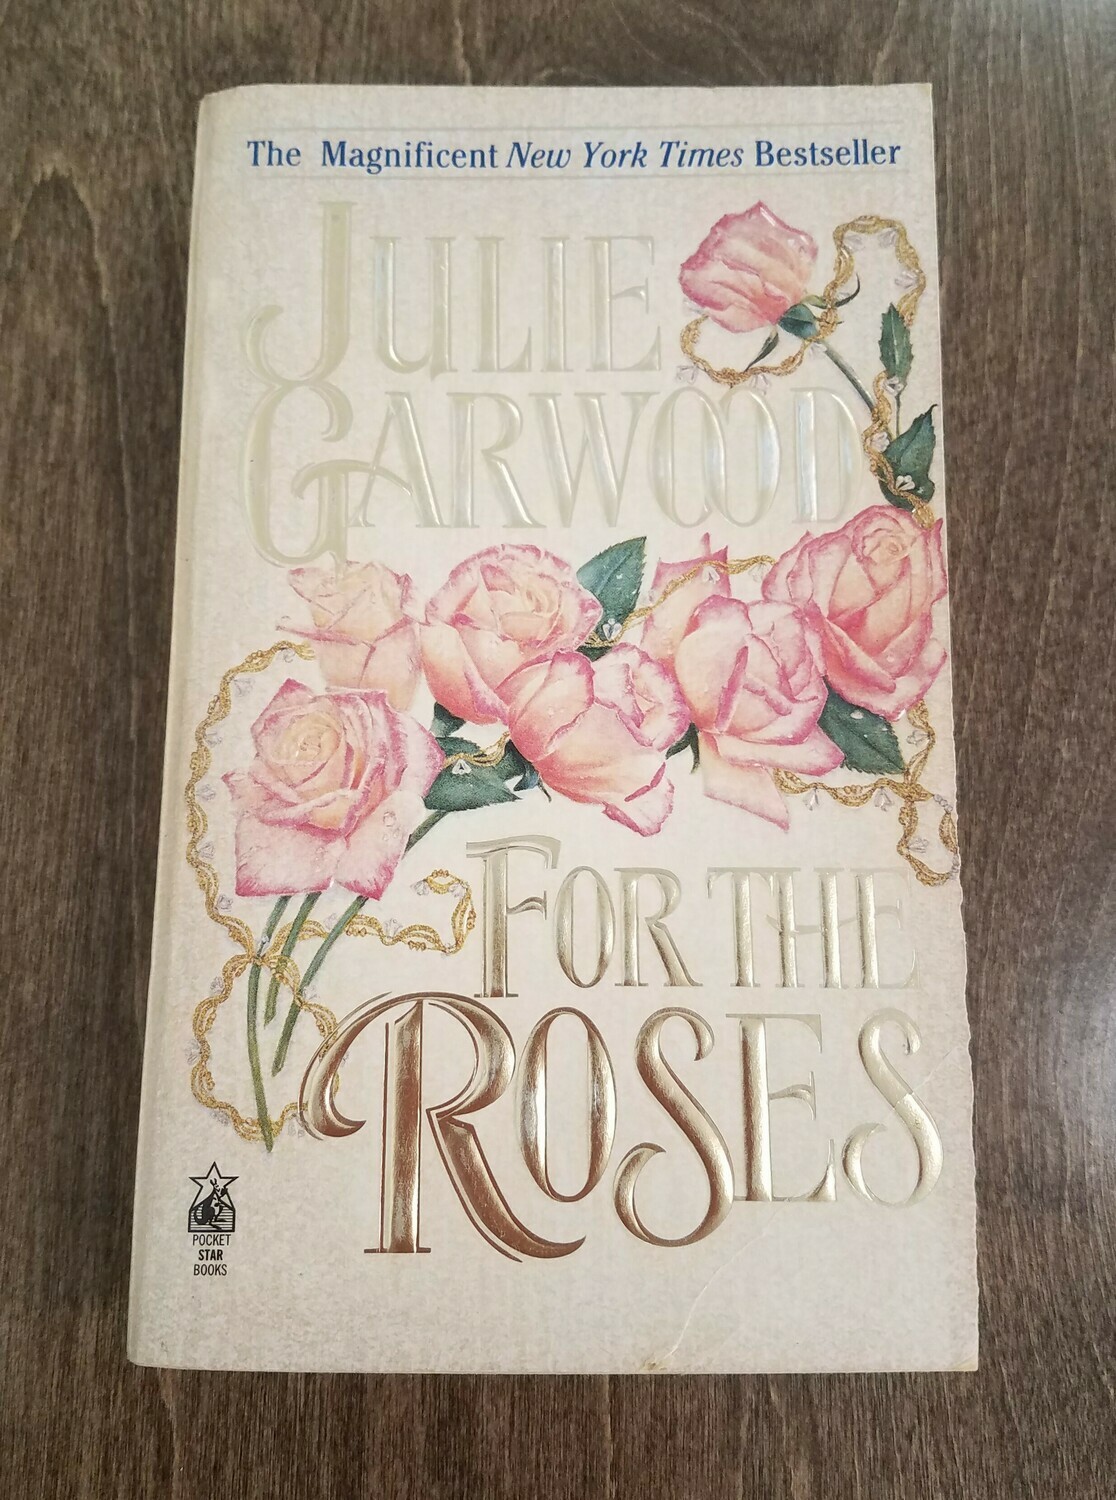 The Magnificent New York Times Bestseller
JULIE
GARWOOD
FOR THE
ROSES
POCKET
STAR
BOOKS